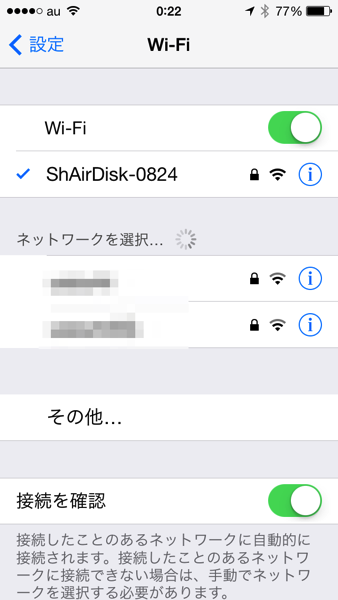 au 0:22 77%
設定 Wi-Fi
Wi-Fi
ShAirDisk-0824
ネットワークを選択...
その他...
接続を確認
接続したことのあるネットワークに自動的に
接続されます。接続したことのあるネットワ
ークに接続できない場合は、手動でネットワ
ークを選択する必要があります。